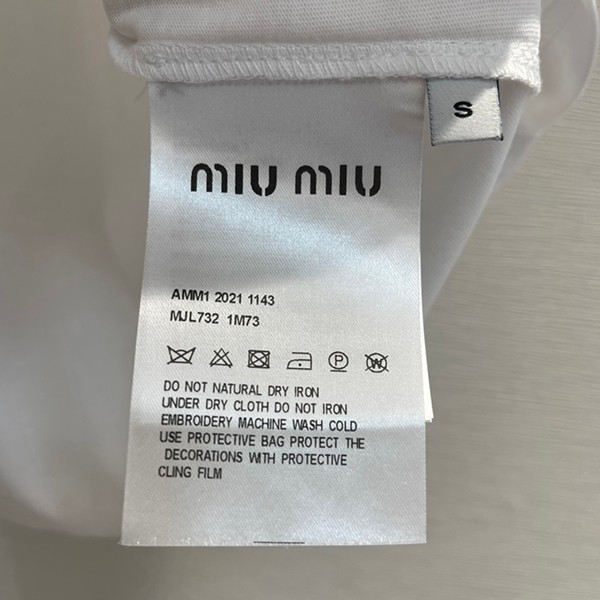 S
MIU MIU
AMM1 2021 1143
MJL732 1M73
P W
DO NOT NATURAL DRY IRON
UNDER DRY CLOTH DO NOT IRON
EMBROIDERY MACHINE WASH COLD
USE PROTECTIVE BAG PROTECT THE
DECORATIONS WITH PROTECTIVE
CLING FILM